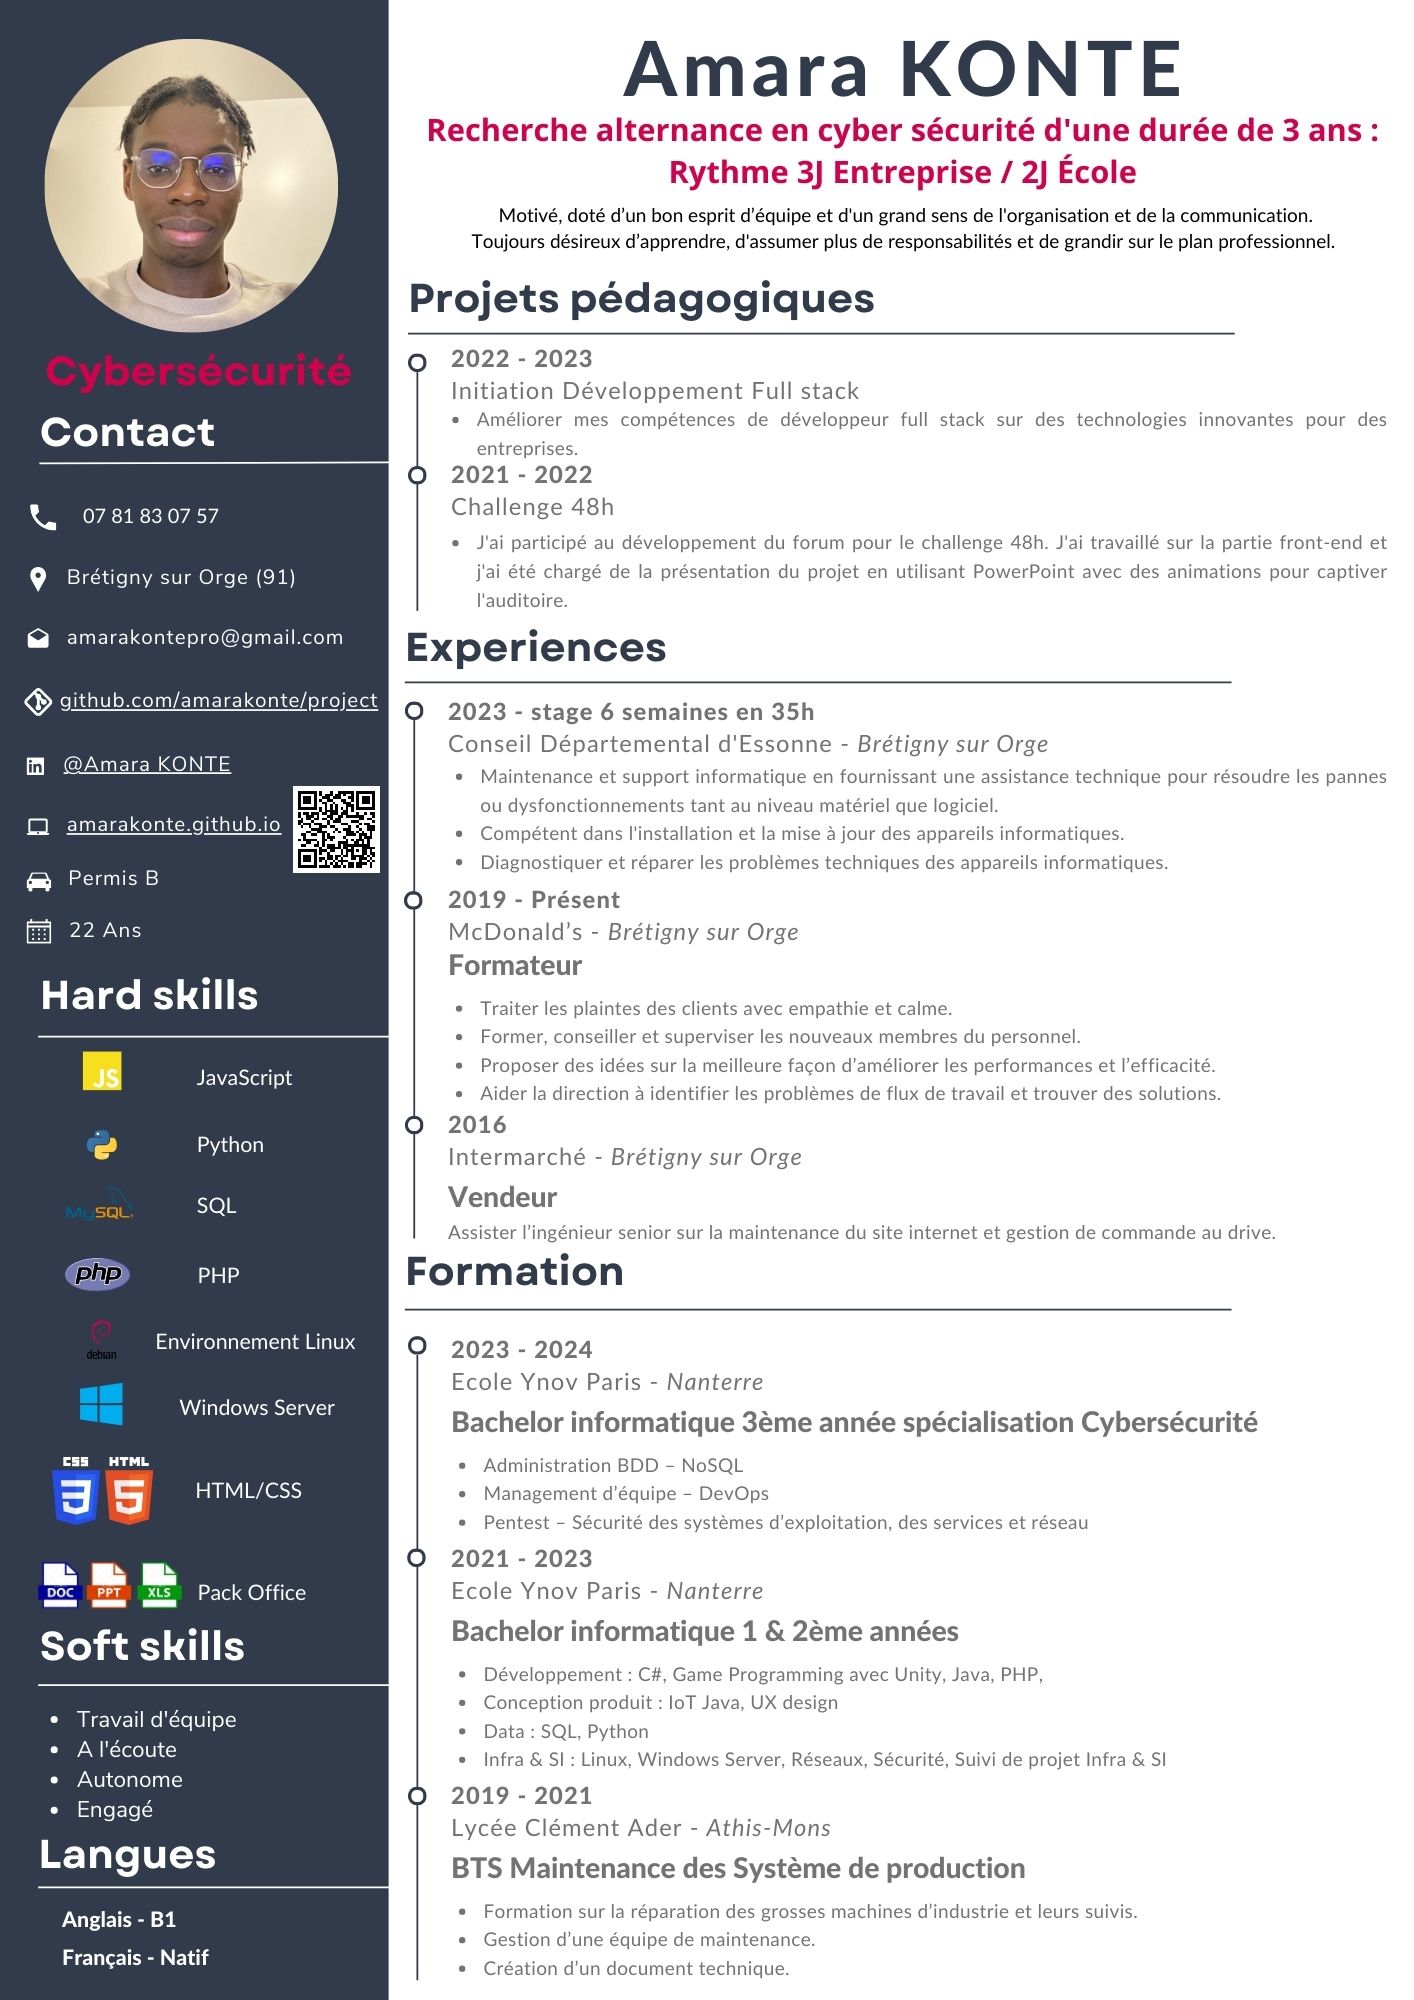 Amara KONTE
Recherche alternance en cyber sécurité d'une durée de 3 ans :
Rythme 3J Entreprise / 2J École
Motivé, doté d’un bon esprit d’équipe et d'un grand sens de l'organisation et de la communication.
Toujours désireux d’apprendre, d'assumer plus de responsabilités et de grandir sur le plan professionnel.
Cybersécurité
Contact
07 81 83 07 57
Brétigny sur Orge (91)
amarakontepro@gmail.com
github.com/amarakonte/project
in
@Amara KONTE
amarakonte.github.io
Permis B
22 Ans
Hard skills
JS
JavaScript
Python
MySQL
SQL
php
PHP
debian
Environnement Linux
Windows Server
CSS HTML
3 5
HTML/CSS
DOC PPT XLS
Pack Office
Soft skills
• Travail d'équipe
• A l'écoute
• Autonome
• Engagé
Langues
Anglais - B1
Français - Natif
Projets pédagogiques
2022 - 2023
Initiation Développement Full stack
• Améliorer mes compétences de développeur full stack sur des technologies innovantes pour des
entreprises.
2021 - 2022
Challenge 48h
• J'ai participé au développement du forum pour le challenge 48h. J'ai travaillé sur la partie front-end et
j'ai été chargé de la présentation du projet en utilisant PowerPoint avec des animations pour captiver
l'auditoire.
Experiences
2023 - stage 6 semaines en 35h
Conseil Départemental d'Essonne - Brétigny sur Orge
• Maintenance et support informatique en fournissant une assistance technique pour résoudre les pannes
ou dysfonctionnements tant au niveau matériel que logiciel.
• Compétent dans l'installation et la mise à jour des appareils informatiques.
• Diagnostiquer et réparer les problèmes techniques des appareils informatiques.
2019 - Présent
McDonald’s - Brétigny sur Orge
Formateur
• Traiter les plaintes des clients avec empathie et calme.
• Former, conseiller et superviser les nouveaux membres du personnel.
• Proposer des idées sur la meilleure façon d’améliorer les performances et l’efficacité.
• Aider la direction à identifier les problèmes de flux de travail et trouver des solutions.
2016
Intermarché - Brétigny sur Orge
Vendeur
Assister l’ingénieur senior sur la maintenance du site internet et gestion de commande au drive.
Formation
2023 - 2024
Ecole Ynov Paris - Nanterre
Bachelor informatique 3ème année spécialisation Cybersécurité
• Administration BDD – NoSQL
• Management d’équipe – DevOps
• Pentest – Sécurité des systèmes d’exploitation, des services et réseau
2021 - 2023
Ecole Ynov Paris - Nanterre
Bachelor informatique 1 & 2ème années
• Développement : C#, Game Programming avec Unity, Java, PHP,
• Conception produit : IoT Java, UX design
• Data : SQL, Python
• Infra & SI : Linux, Windows Server, Réseaux, Sécurité, Suivi de projet Infra & SI
2019 - 2021
Lycée Clément Ader - Athis-Mons
BTS Maintenance des Système de production
• Formation sur la réparation des grosses machines d’industrie et leurs suivis.
• Gestion d’une équipe de maintenance.
• Création d’un document technique.